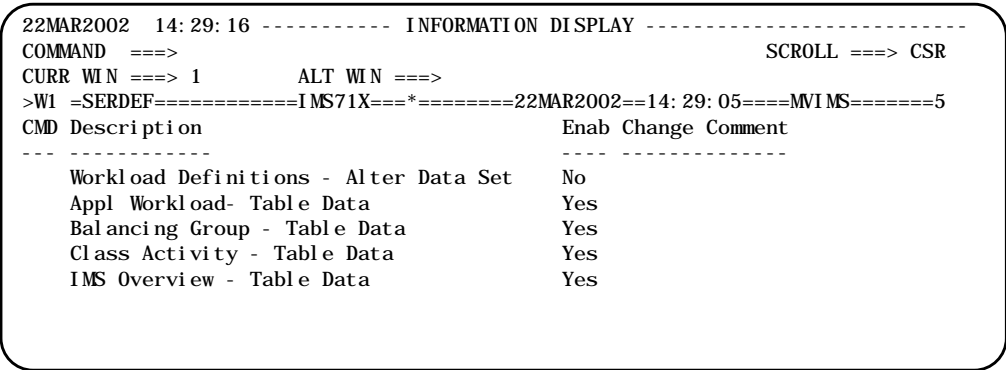 22MAR2002 14:29:16 ----------- INFORMATION DISPLAY ---------------------------
COMMAND ===> SCROLL ===> CSR
CURR WIN ===> 1 ALT WIN ===>
>W1 =SERDEF============IMS71X===*========22MAR2002==14:29:05====MVIMS=======5
CMD Description Enab Change Comment
--- ------------ ---- --------------
Workload Definitions - Alter Data Set No
Appl Workload- Table Data Yes
Balancing Group - Table Data Yes
Class Activity - Table Data Yes
IMS Overview - Table Data Yes